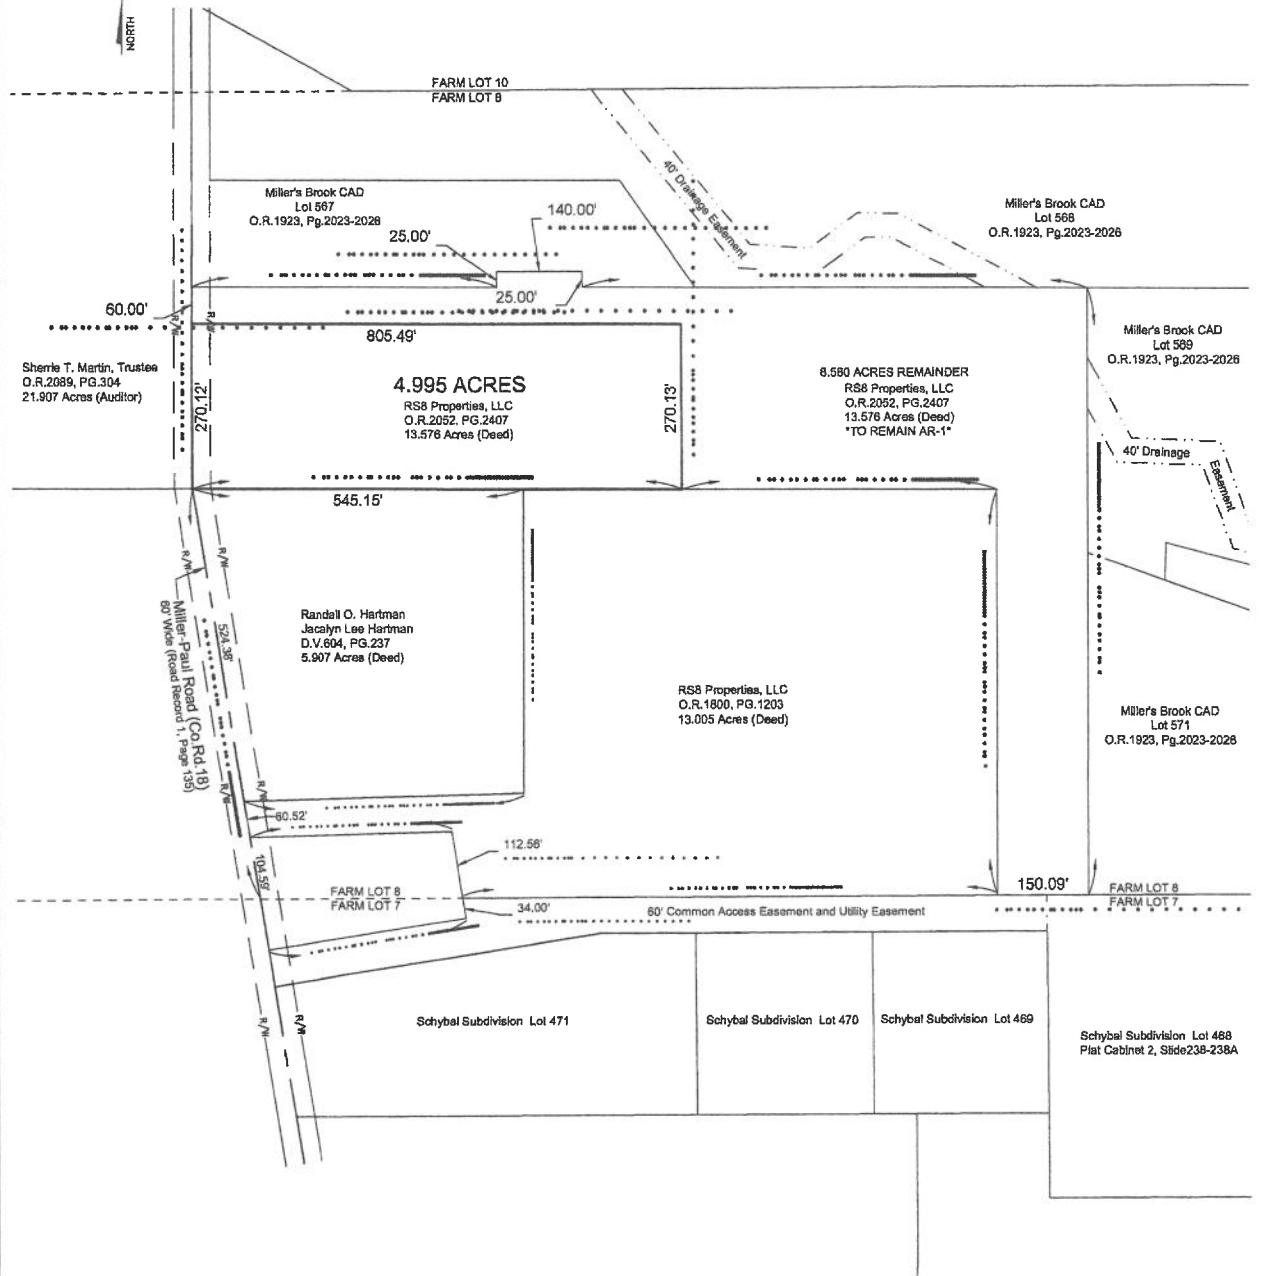 NORTH
FARM LOT 10
FARM LOT 8
40' Drainage Easement
Miller's Brook CAD
Lot 567
O.R.1923, Pg.2023-2026
140.00'
25.00'
Miller's Brook CAD
Lot 568
O.R.1923, Pg.2023-2026
25.00'
60.00'
R/W
R/W
805.49'
Miller's Brook CAD
Lot 569
O.R.1923, Pg.2023-2026
Sherrie T. Martin, Trustee
O.R.2089, PG.304
21.907 Acres (Auditor)
270.12'
4.995 ACRES
RS8 Properties, LLC
O.R.2052, PG.2407
13.576 Acres (Deed)
270.13'
8.580 ACRES REMAINDER
RS8 Properties, LLC
O.R.2052, PG.2407
13.576 Acres (Deed)
"TO REMAIN AR-1"
40' Drainage
Easement
545.15'
R/W
R/W
Miller-Paul Road (Co.Rd.18)
60' Wide (Road Record 1, Page 135)
524.38'
Randall O. Hartman
Jacalyn Lee Hartman
D.V.604, PG.237
5.907 Acres (Deed)
RS8 Properties, LLC
O.R.1800, PG.1203
13.005 Acres (Deed)
Miller's Brook CAD
Lot 571
O.R.1923, Pg.2023-2026
R/W
R/W
60.52'
112.56'
104.59'
FARM LOT 8
FARM LOT 7
150.09'
FARM LOT 8
FARM LOT 7
34.00'
60' Common Access Easement and Utility Easement
R/W
R/W
Schybal Subdivision Lot 471
Schybal Subdivision Lot 470
Schybal Subdivision Lot 469
Schybal Subdivision Lot 468
Plat Cabinet 2, Slide238-238A